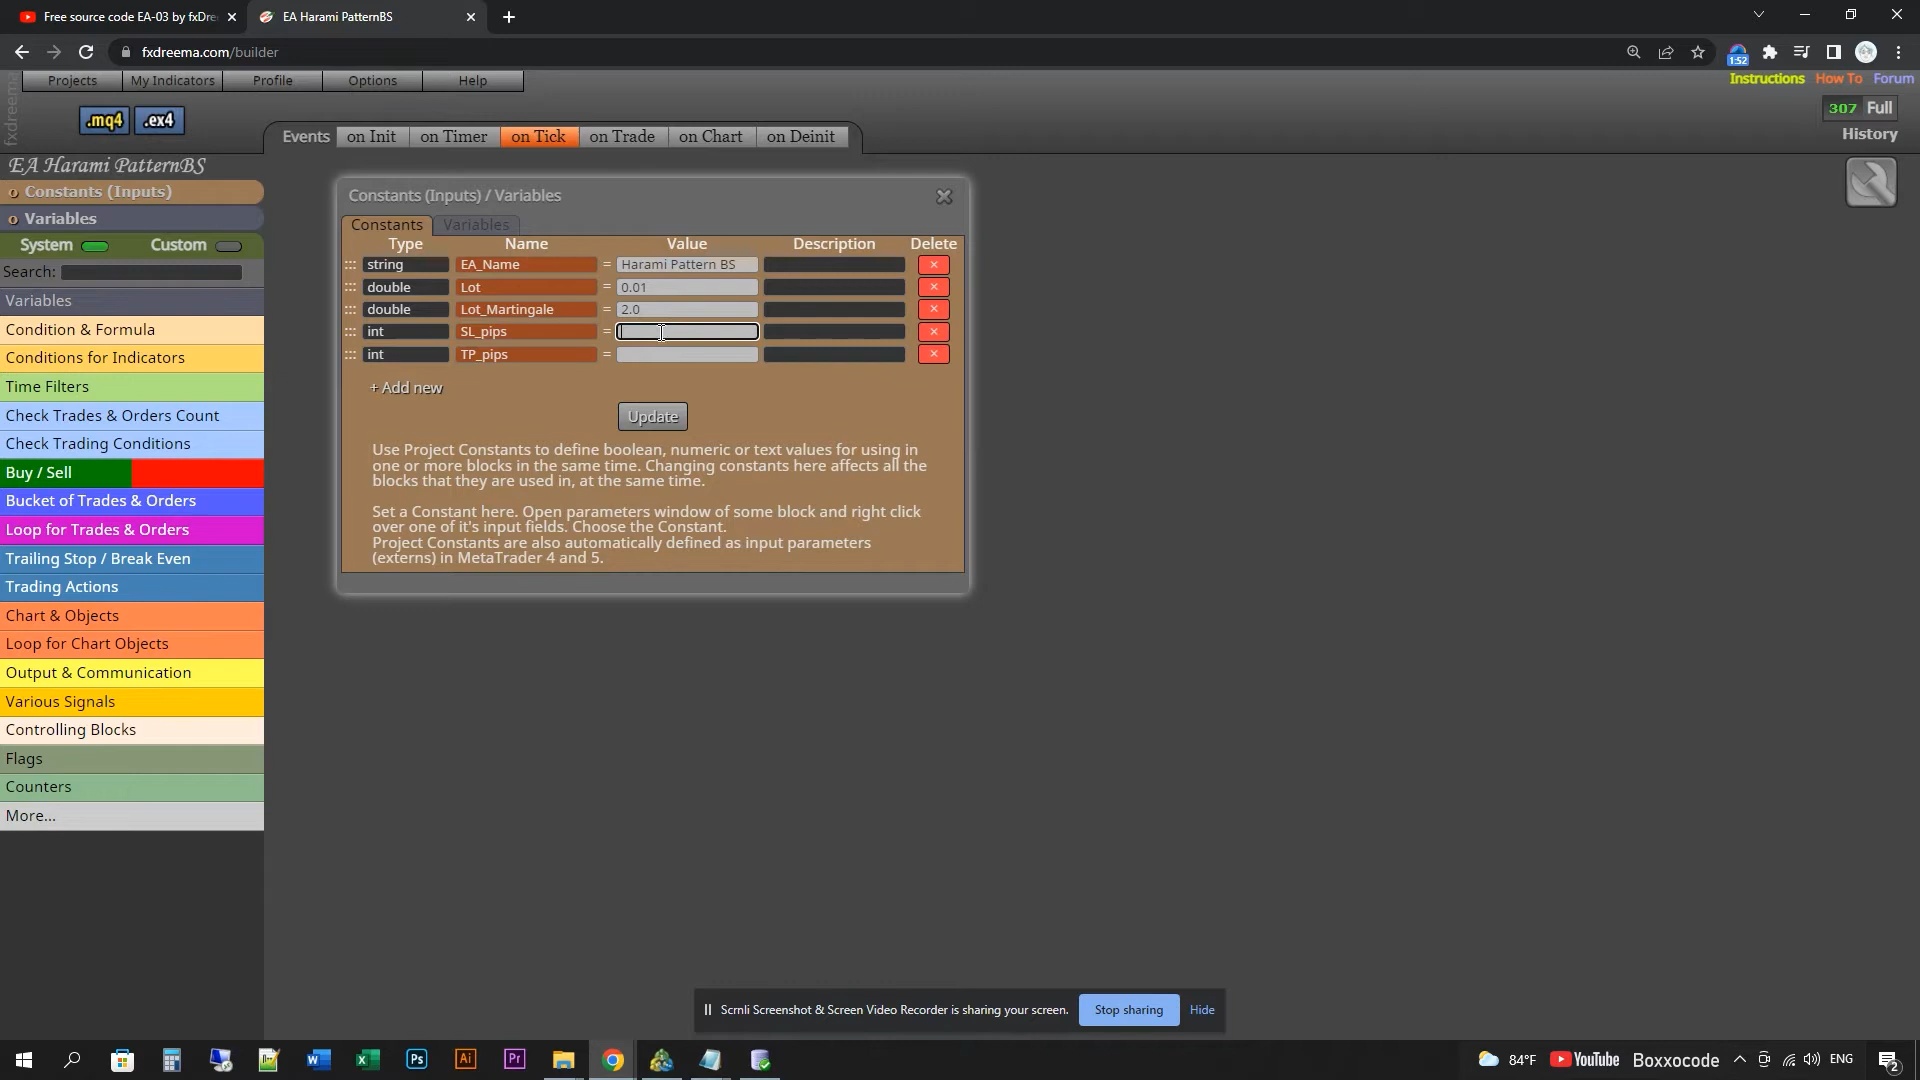 Free source code EA-03 by fxDre
EA Harami PatternBS
fxdreema.com/builder
1:52
Projects
My Indicators
Profile
Options
Help
Instructions
How To
Forum
fxdreema
.mq4
.ex4
Events
on Init
on Timer
on Tick
on Trade
on Chart
on Deinit
307 Full
History
EA Harami PatternBS
Constants (Inputs)
Variables
System
Custom
Search:
Variables
Condition & Formula
Conditions for Indicators
Time Filters
Check Trades & Orders Count
Check Trading Conditions
Buy / Sell
Bucket of Trades & Orders
Loop for Trades & Orders
Trailing Stop / Break Even
Trading Actions
Chart & Objects
Loop for Chart Objects
Output & Communication
Various Signals
Controlling Blocks
Flags
Counters
More...
Constants (Inputs) / Variables
Constants
Variables
Type Name Value Description Delete
::: string EA_Name = Harami Pattern BS ×
::: double Lot = 0.01 ×
::: double Lot_Martingale = 2.0 ×
::: int SL_pips = ×
::: int TP_pips = ×
+ Add new
Update
Use Project Constants to define boolean, numeric or text values for using in
one or more blocks in the same time. Changing constants here affects all the
blocks that they are used in, at the same time.
Set a Constant here. Open parameters window of some block and right click
over one of it's input fields. Choose the Constant.
Project Constants are also automatically defined as input parameters
(externs) in MetaTrader 4 and 5.
Scrnli Screenshot & Screen Video Recorder is sharing your screen.
Stop sharing
Hide
Ps
Ai
Pr
84°F
YouTube
Boxxocode
ENG
2